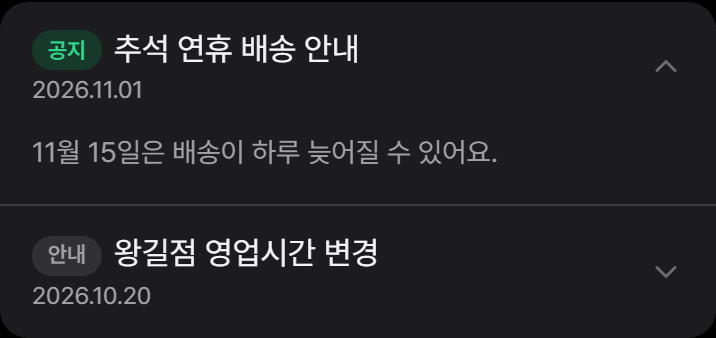 공지 추석 연휴 배송 안내
2026.11.01
11월 15일은 배송이 하루 늦어질 수 있어요.
안내 왕길점 영업시간 변경
2026.10.20